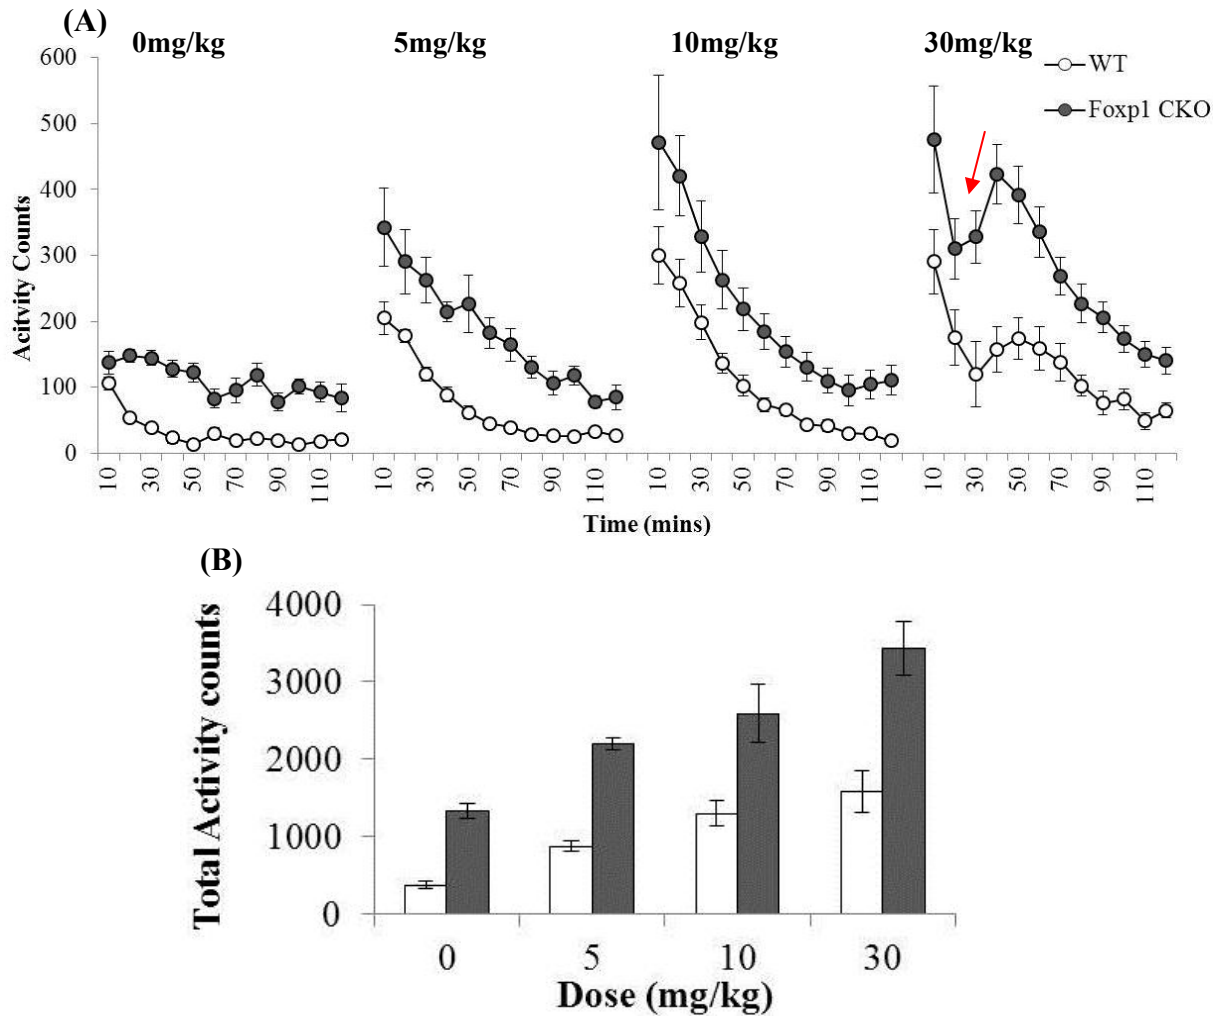 (A)
0mg/kg 5mg/kg 10mg/kg 30mg/kg
WT
Foxp1 CKO
Acitvity Counts
600
500
400
300
200
100
0
10 30 50 70 90 110 10 30 50 70 90 110 10 30 50 70 90 110 10 30 50 70 90 110
Time (mins)
(B)
Total Activity counts
4000
3000
2000
1000
0
0 5 10 30
Dose (mg/kg)